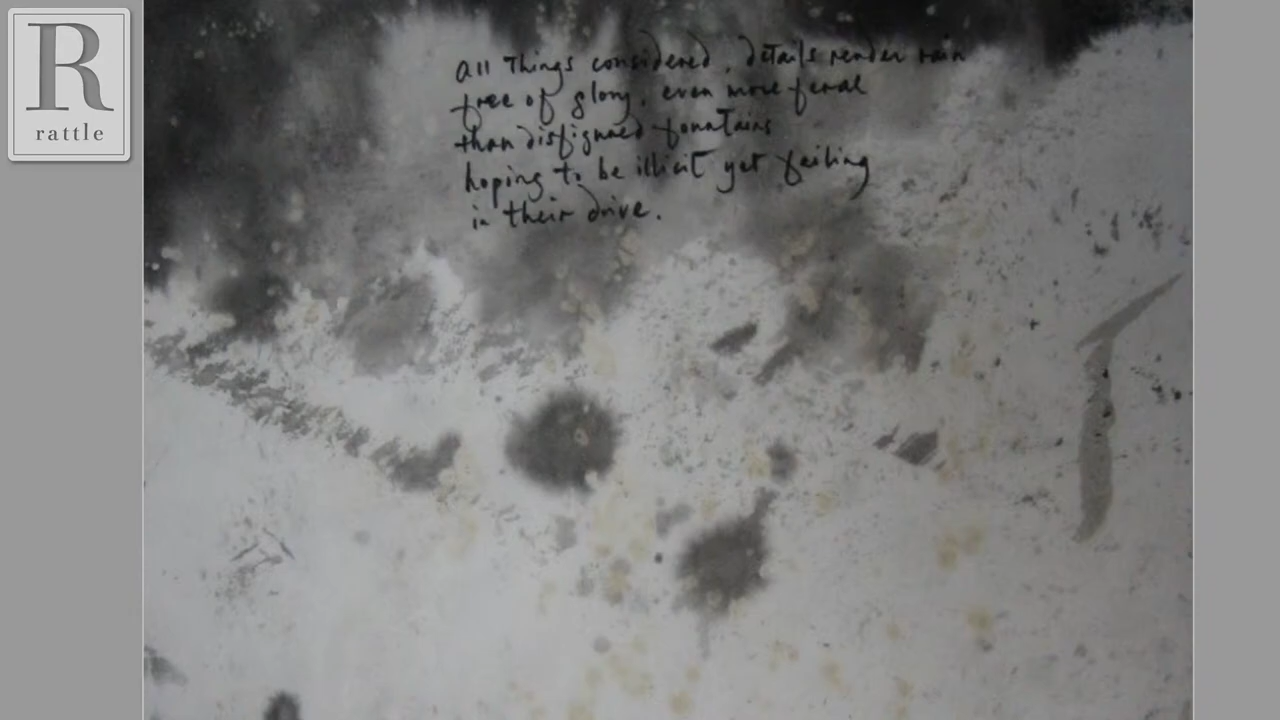 R
rattle
all Things considered, details render rain
free of glory, even more feral
than disfigured fountains
hoping to be illicit yet failing
in their drive.